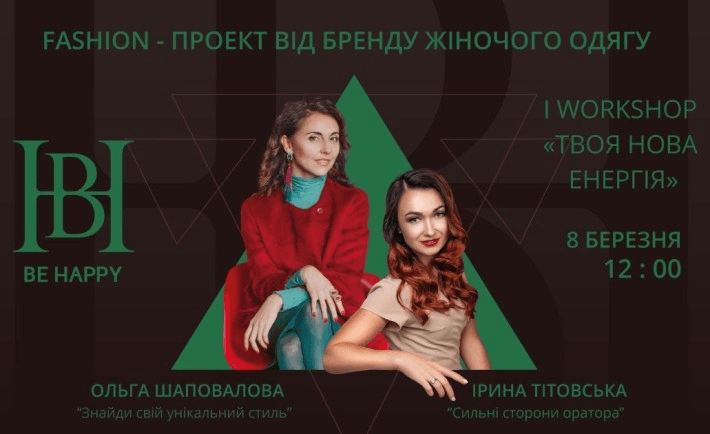 FASHION - ПРОЕКТ ВІД БРЕНДУ ЖІНОЧОГО ОДЯГУ
HB
BE HAPPY
I WORKSHOP
«ТВОЯ НОВА
ЕНЕРГІЯ»
8 БЕРЕЗНЯ
12 : 00
ОЛЬГА ШАПОВАЛОВА
"Знайди свій унікальний стиль"
ІРИНА ТІТОВСЬКА
"Сильні сторони оратора"